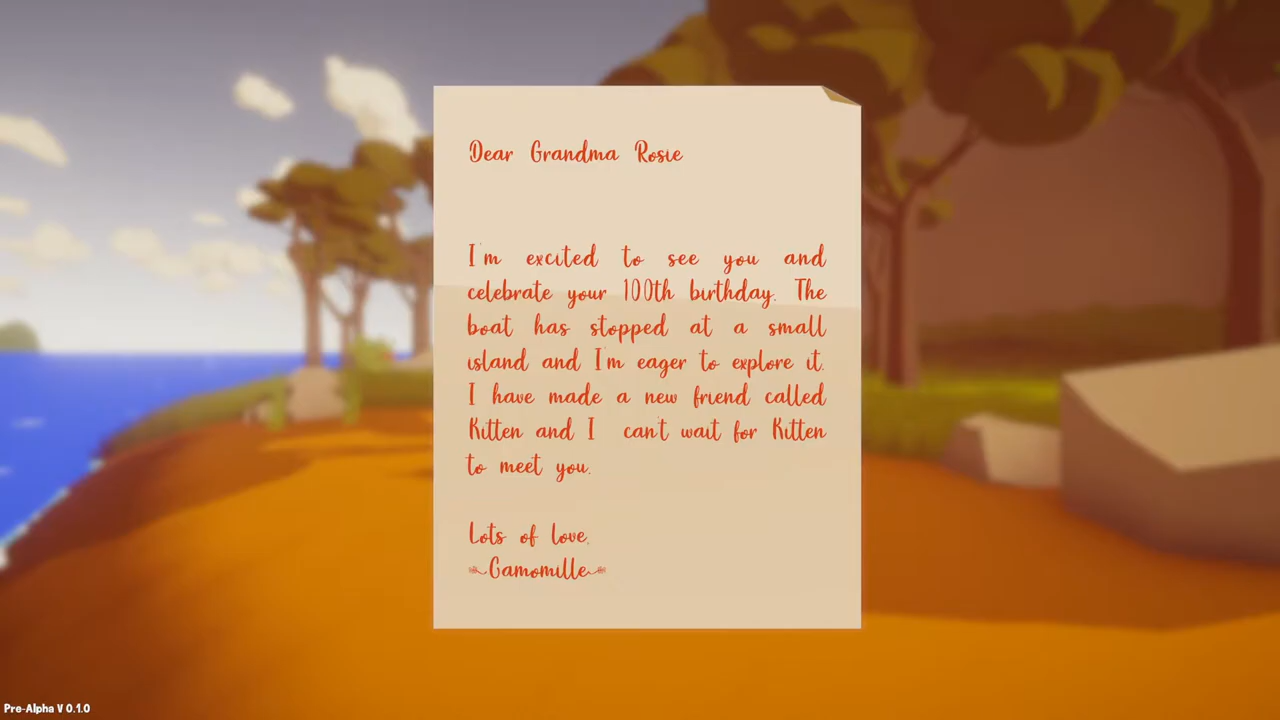 Dear Grandma Rosie
I'm excited to see you and
celebrate your 100th birthday. The
boat has stopped at a small
island and I'm eager to explore it.
I have made a new friend called
Kitten and I can't wait for Kitten
to meet you.
Lots of love,
Camomille
Pre-Alpha V 0.1.0